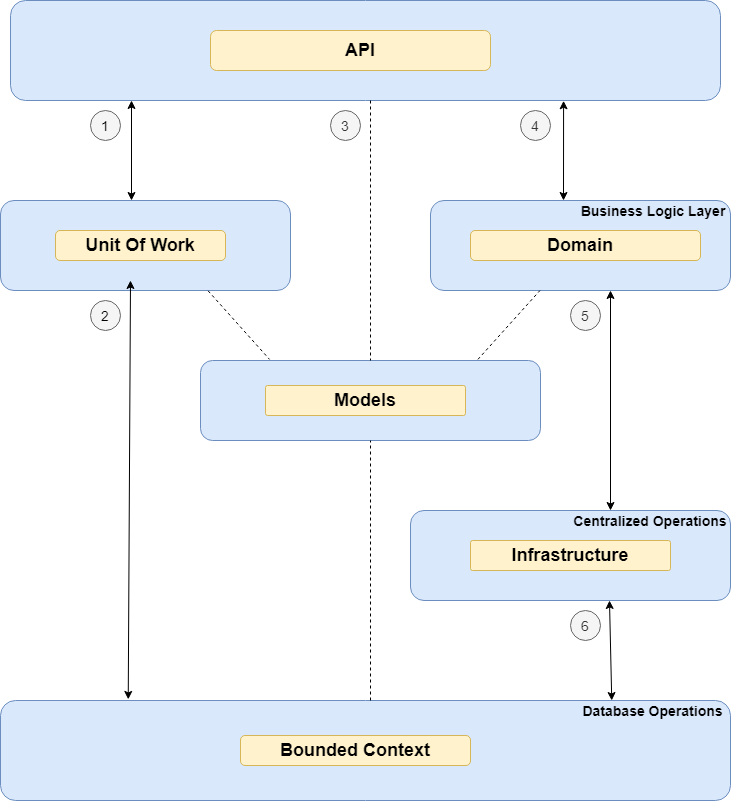 API
1
3
4
Business Logic Layer
Unit Of Work
Domain
2
5
Models
Centralized Operations
Infrastructure
6
Database Operations
Bounded Context